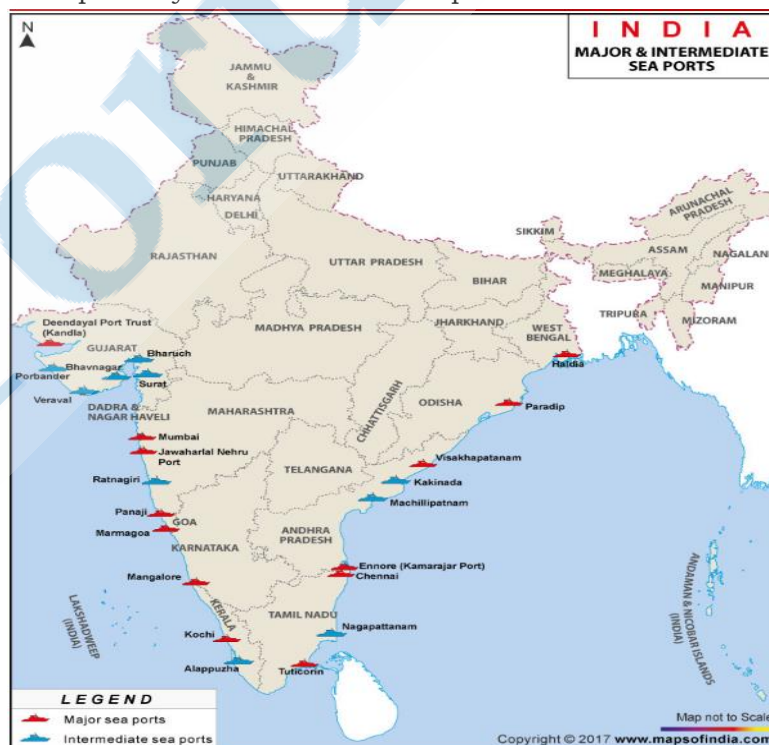 N
I N D I A
MAJOR & INTERMEDIATE
SEA PORTS
JAMMU
&
KASHMIR
HIMACHAL
PRADESH
PUNJAB
UTTARAKHAND
HARYANA
DELHI
ARUNACHAL
PRADESH
SIKKIM
ASSAM
NAGALAND
RAJASTHAN
UTTAR PRADESH
BIHAR
MEGHALAYA
MANIPUR
TRIPURA
MIZORAM
Deendayal Port Trust
(Kandla)
GUJARAT
MADHYA PRADESH
JHARKHAND
WEST
BENGAL
Bharuch
Bhavnagar
Porbander
Surat
Veraval
Haldia
DADRA &
NAGAR HAVELI
MAHARASHTRA
CHHATTISGARH
ODISHA
Paradip
Mumbai
Jawaharlal Nehru
Port
TELANGANA
Visakhapatanam
Ratnagiri
Kakinada
Machillipatnam
Panaji
GOA
Marmagoa
ANDHRA
PRADESH
KARNATAKA
Ennore (Kamarajar Port)
Chennai
Mangalore
LAKSHADWEEP
(INDIA)
KERALA
TAMIL NADU
Nagapattanam
ANDAMAN & NICOBAR ISLANDS
(INDIA)
Kochi
Alappuzha
Tuticorin
LEGEND
Major sea ports
Intermediate sea ports
Map not to Scale
Copyright © 2017 www.mapsofindia.com